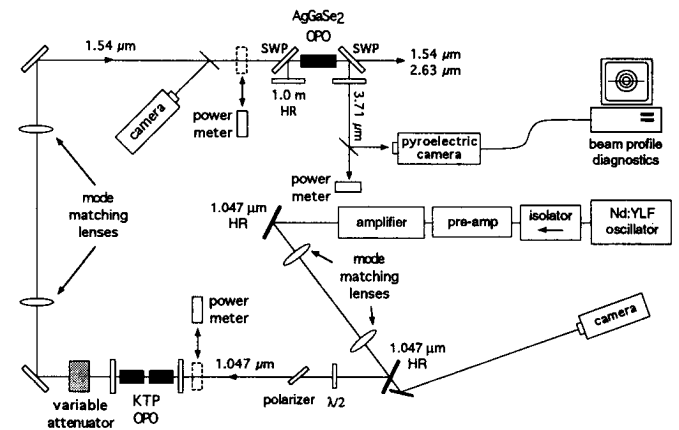 AgGaSe2
OPO
1.54 µm
SWP
SWP
1.54 µm
2.63 µm
camera
power
meter
1.0 m
HR
3.71 µm
pyroelectric
camera
beam profile
diagnostics
power
meter
mode
matching
lenses
1.047 µm
HR
amplifier
pre-amp
isolator
Nd:YLF
oscillator
mode
matching
lenses
power
meter
camera
1.047 µm
HR
1.047 µm
polarizer
λ/2
variable
attenuator
KTP
OPO